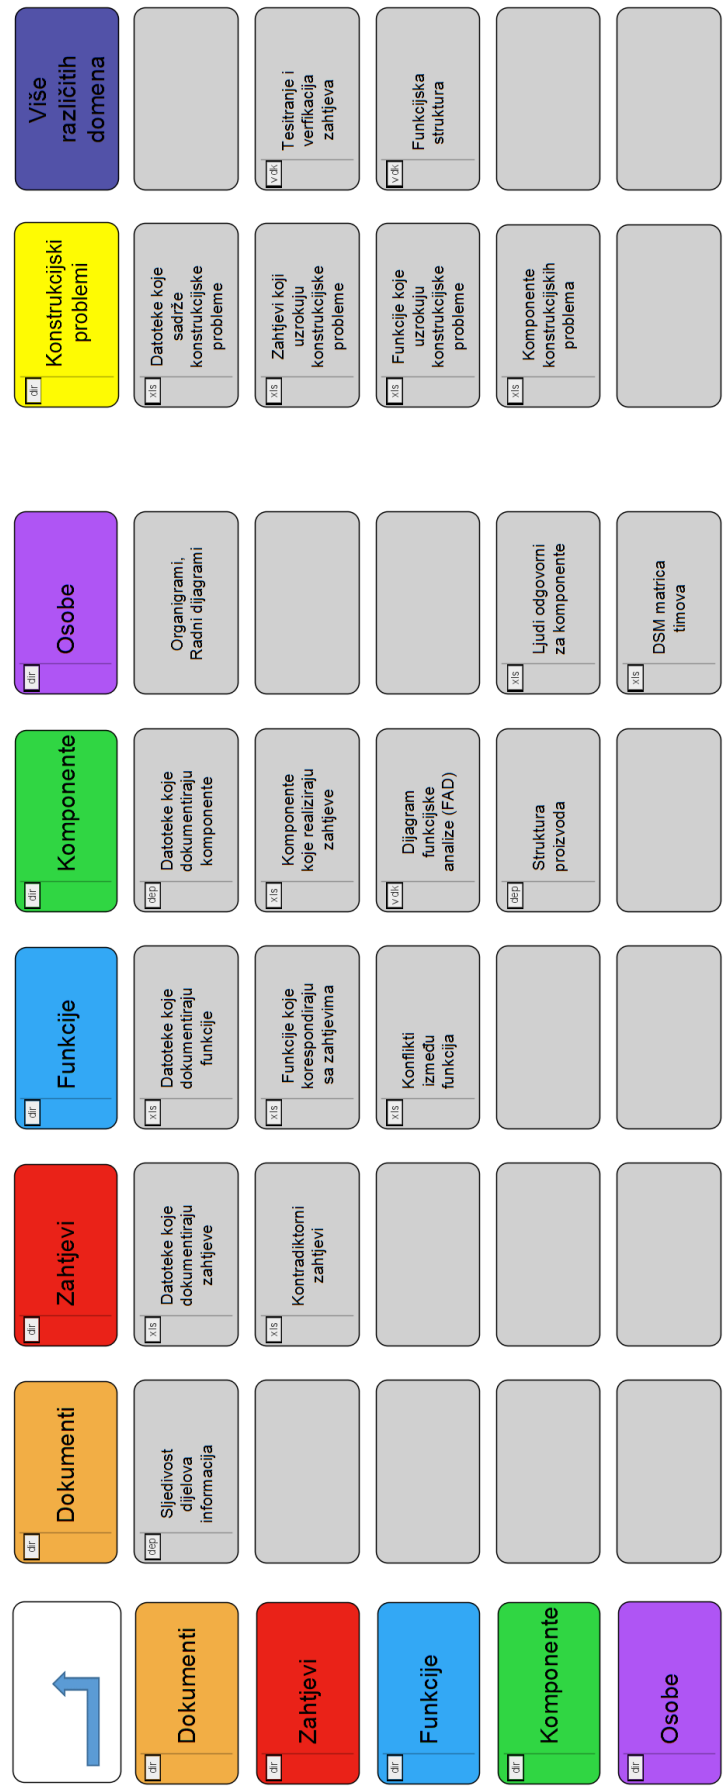 dir
Dokumenti
dir
Zahtjevi
dir
Funkcije
dir
Komponente
dir
Osobe
dir
Konstrukcijski
problemi
Više
različitih
domena
dir
Dokumenti
dep
Sljedivost
dijelova
informacija
xls
Datoteke koje
dokumentiraju
zahtjeve
xls
Datoteke koje
dokumentiraju
funkcije
dep
Datoteke koje
dokumentiraju
komponente
Organigrami,
Radni dijagrami
xls
Datoteke koje
sadrže
konstrukcijske
probleme
dir
Zahtjevi
xls
Kontradiktorni
zahtjevi
xls
Funkcije koje
korespondiraju
sa zahtjevima
xls
Komponente
koje realiziraju
zahtjeve
xls
Zahtjevi koji
uzrokuju
konstrukcijske
probleme
vdk
Tesitranje i
verfikacija
zahtjeva
dir
Funkcije
xls
Konflikti
između
funkcija
vdk
Dijagram
funkcijske
analize (FAD)
xls
Funkcije koje
uzrokuju
konstrukcijske
probleme
vdk
Funkcijska
struktura
dir
Komponente
dep
Struktura
proizvoda
xls
Ljudi odgovorni
za komponente
xls
Komponente
konstrukcijskih
problema
dir
Osobe
xls
DSM matrica
timova